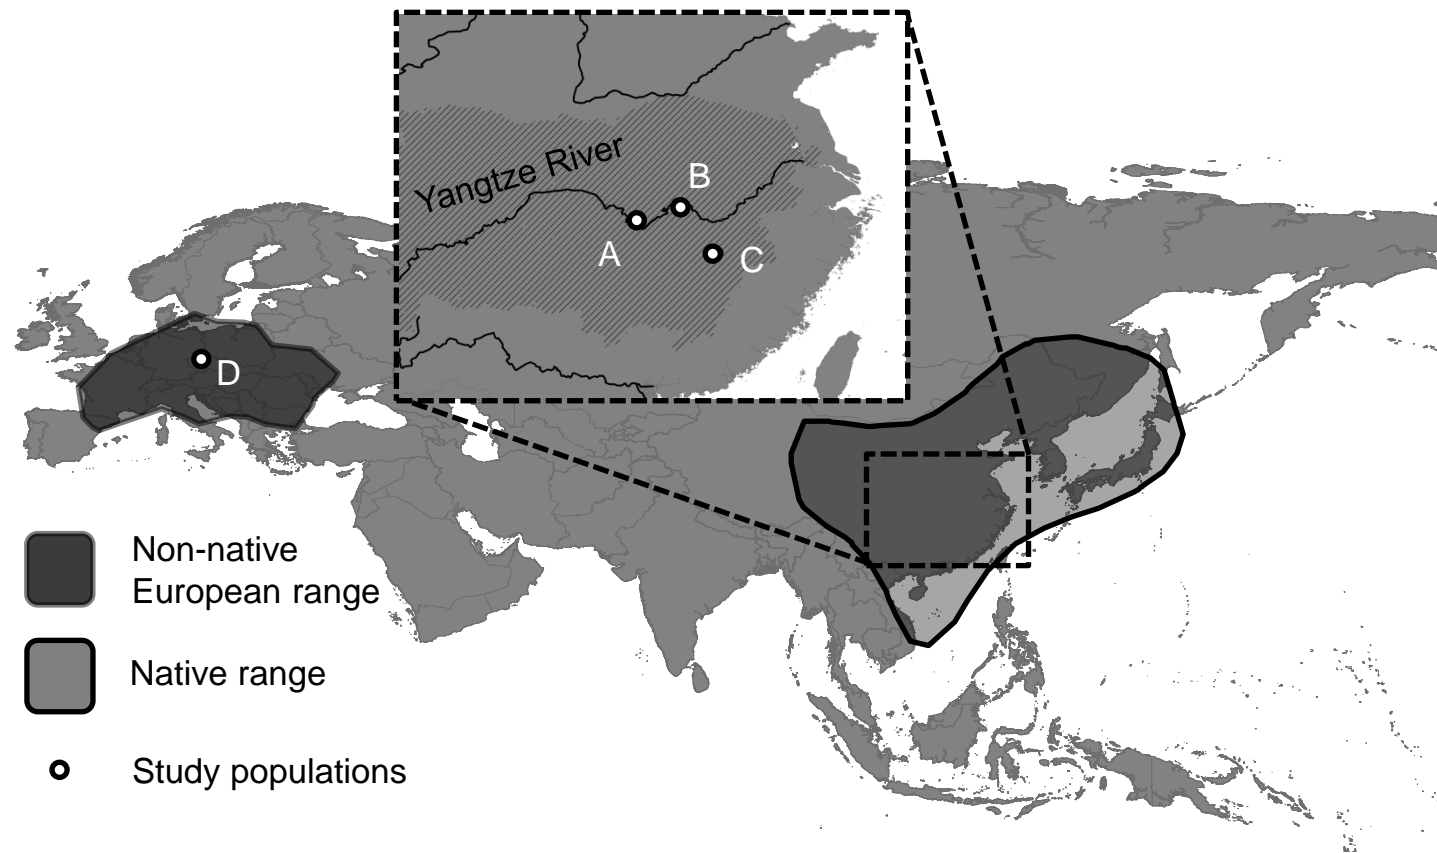 Yangtze River
B
A
C
D
Non-native
European range
Native range
Study populations